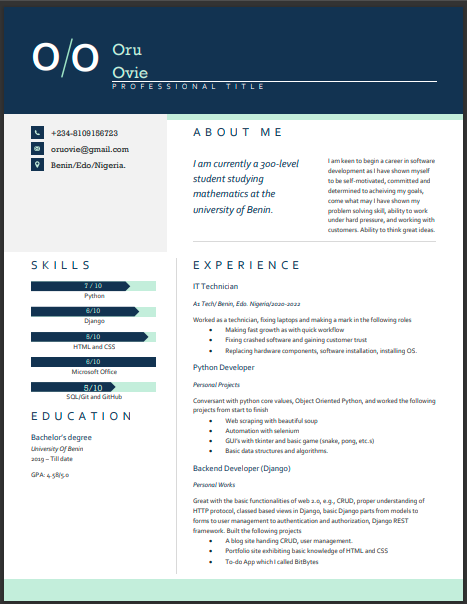 O/O
Oru
Ovie
PROFESSIONAL TITLE
+234-8109156723
oruovie@gmail.com
Benin/Edo/Nigeria.
ABOUT ME
I am currently a 300-level
student studying
mathematics at the
university of Benin.
I am keen to begin a career in software
development as I have shown myself
to be self-motivated, committed and
determined to acheiving my goals,
come what may I have shown my
problem solving skill, ability to work
under hard pressure, and working with
customers. Ability to think great ideas.
SKILLS
7 / 10
Python
6/10
Django
5/10
HTML and CSS
6/10
Microsoft Office
5/10
SQL/Git and GitHub
EDUCATION
Bachelor's degree
University Of Benin
2019 – Till date
GPA: 4.58/5.0
EXPERIENCE
IT Technician
As Tech/ Benin, Edo. Nigeria/2020-2022
Worked as a technician, fixing laptops and making a mark in the following roles
• Making fast growth as with quick workflow
• Fixing crashed software and gaining customer trust
• Replacing hardware components, software installation, installing OS.
Python Developer
Personal Projects
Conversant with python core values, Object Oriented Python, and worked the following
projects from start to finish
• Web scraping with beautiful soup
• Automation with selenium
• GUI's with tkinter and basic game (snake, pong, etc.s)
• Basic data structures and algorithms.
Backend Developer (Django)
Personal Works
Great with the basic functionalities of web 2.0, e.g., CRUD, proper understanding of
HTTP protocol, classed based views in Django, basic Django parts from models to
forms to user management to authentication and authorization, Django REST
framework. Built the following projects
• A blog site handing CRUD, user management.
• Portfolio site exhibiting basic knowledge of HTML and CSS
• To-do App which I called BitBytes